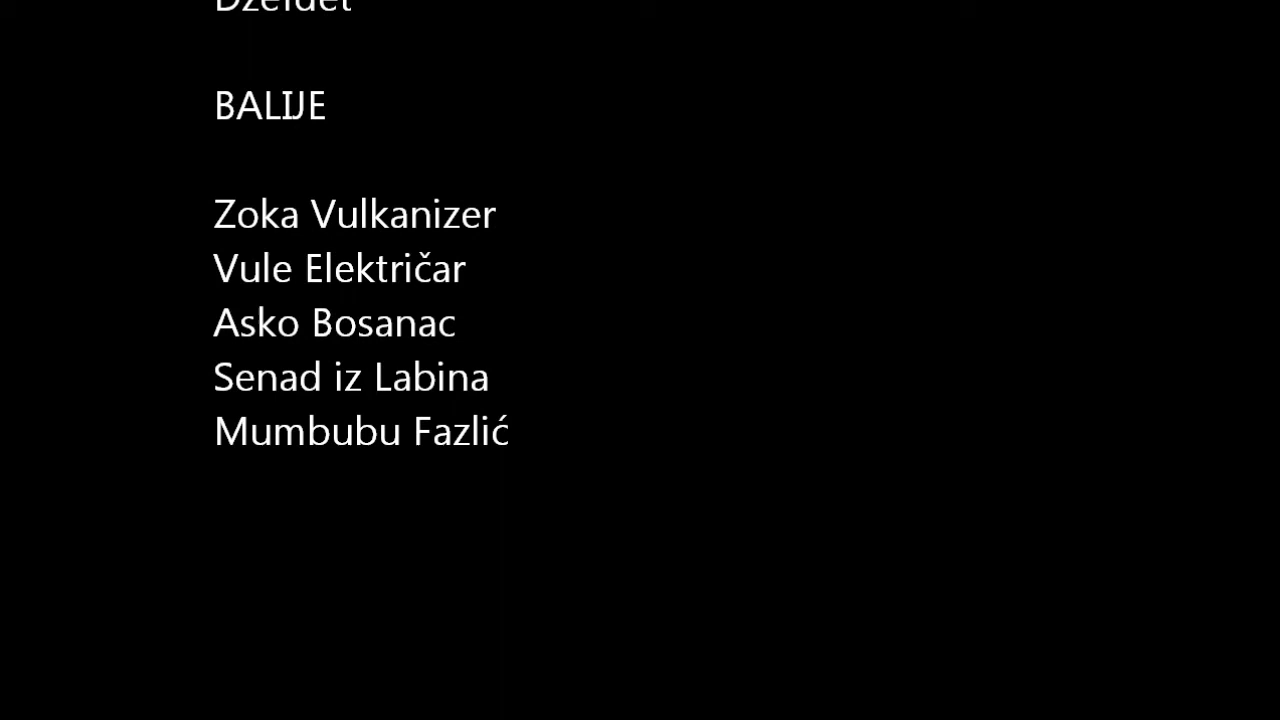 BALIJE
Zoka Vulkanizer
Vule Električar
Asko Bosanac
Senad iz Labina
Mumbubu Fazlić